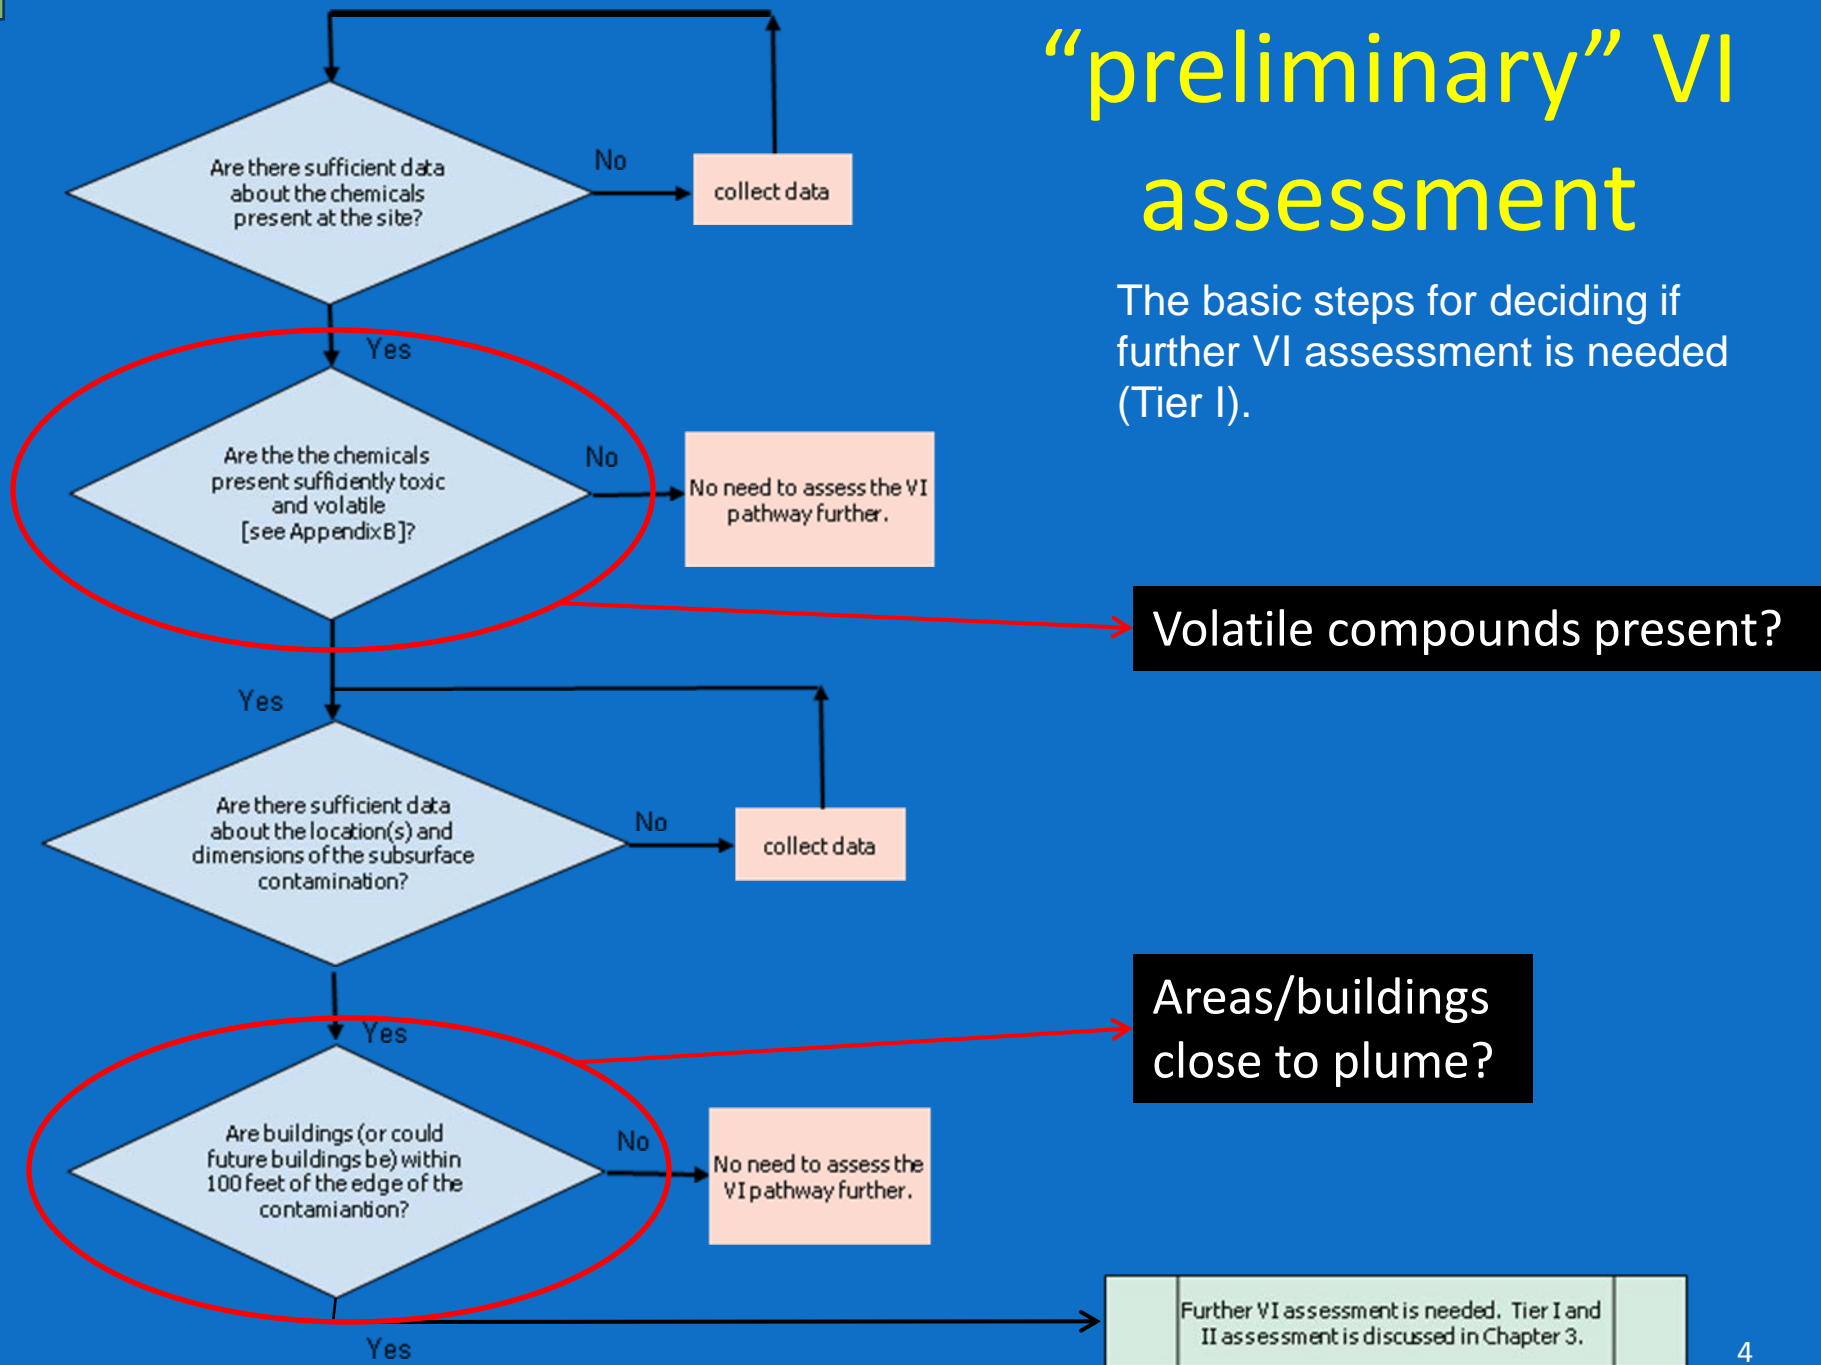 “preliminary” VI
assessment
The basic steps for deciding if
further VI assessment is needed
(Tier I).
Are there sufficient data
about the chemicals
present at the site?
No
collect data
Yes
Are the the chemicals
present sufficiently toxic
and volatile
[see Appendix B]?
No
No need to assess the VI
pathway further.
Volatile compounds present?
Yes
Are there sufficient data
about the location(s) and
dimensions of the subsurface
contamination?
No
collect data
Yes
Areas/buildings
close to plume?
Are buildings (or could
future buildings be) within
100 feet of the edge of the
contamiantion?
No
No need to assess the
VI pathway further.
Yes
Further VI assessment is needed. Tier I and
II assessment is discussed in Chapter 3.
4